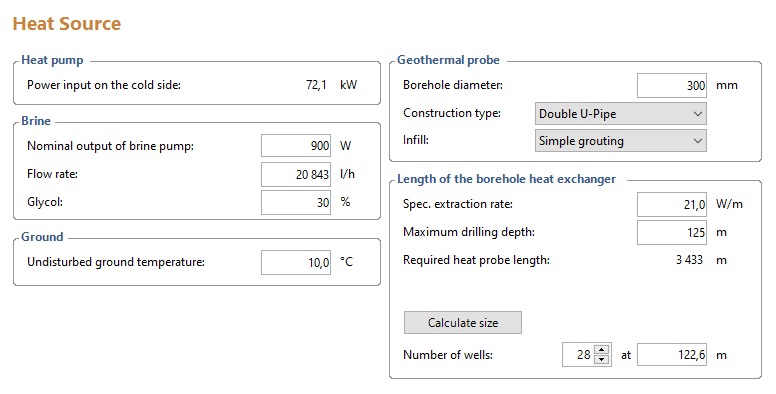 Heat Source
Heat pump
Power input on the cold side: 72,1 kW
Brine
Nominal output of brine pump: 900 W
Flow rate: 20 843 l/h
Glycol: 30 %
Ground
Undisturbed ground temperature: 10,0 °C
Geothermal probe
Borehole diameter: 300 mm
Construction type: Double U-Pipe
Infill: Simple grouting
Length of the borehole heat exchanger
Spec. extraction rate: 21,0 W/m
Maximum drilling depth: 125 m
Required heat probe length: 3 433 m
Calculate size
Number of wells: 28 at 122,6 m